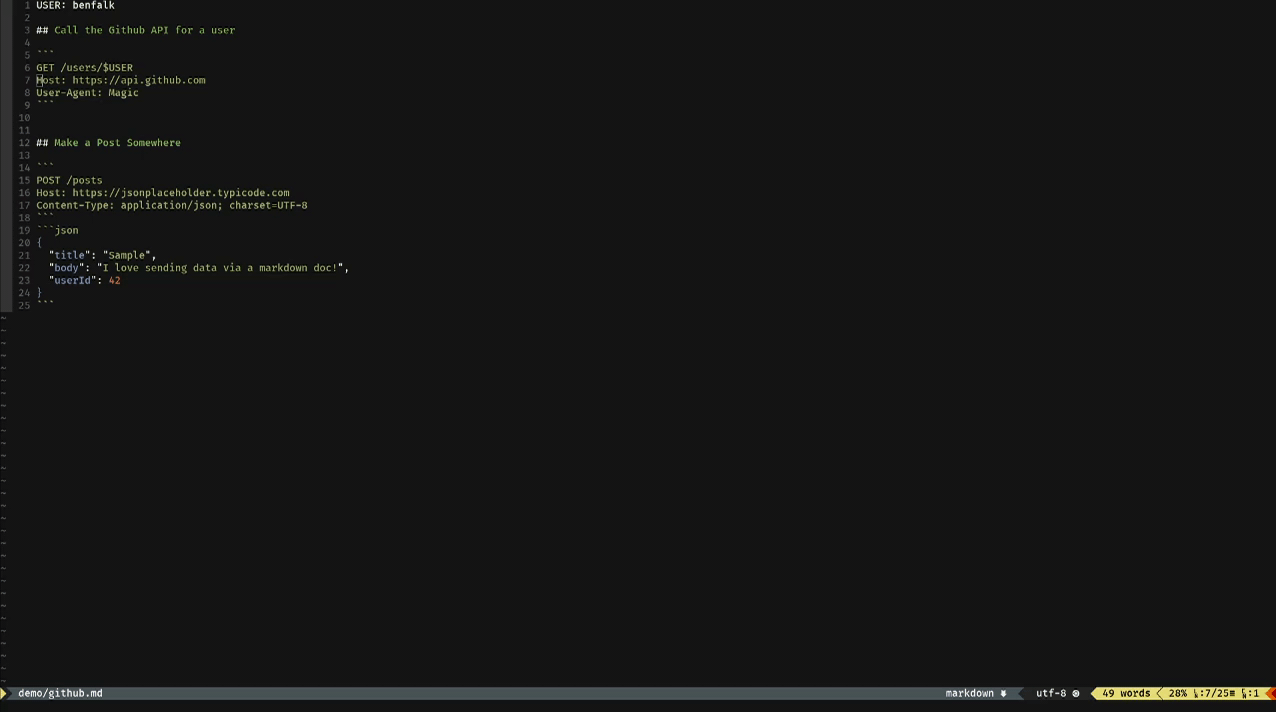 1 USER: benfalk
2
3 ## Call the Github API for a user
4
5 ```
6 GET /users/$USER
7 Host: https://api.github.com
8 User-Agent: Magic
9 ```
10
11
12 ## Make a Post Somewhere
13
14 ```
15 POST /posts
16 Host: https://jsonplaceholder.typicode.com
17 Content-Type: application/json; charset=UTF-8
18 ```
19 ```json
20 {
21   "title": "Sample",
22   "body": "I love sending data via a markdown doc!",
23   "userId": 42
24 }
25 ```
demo/github.md markdown utf-8 49 words 28% :7/25≡ :1